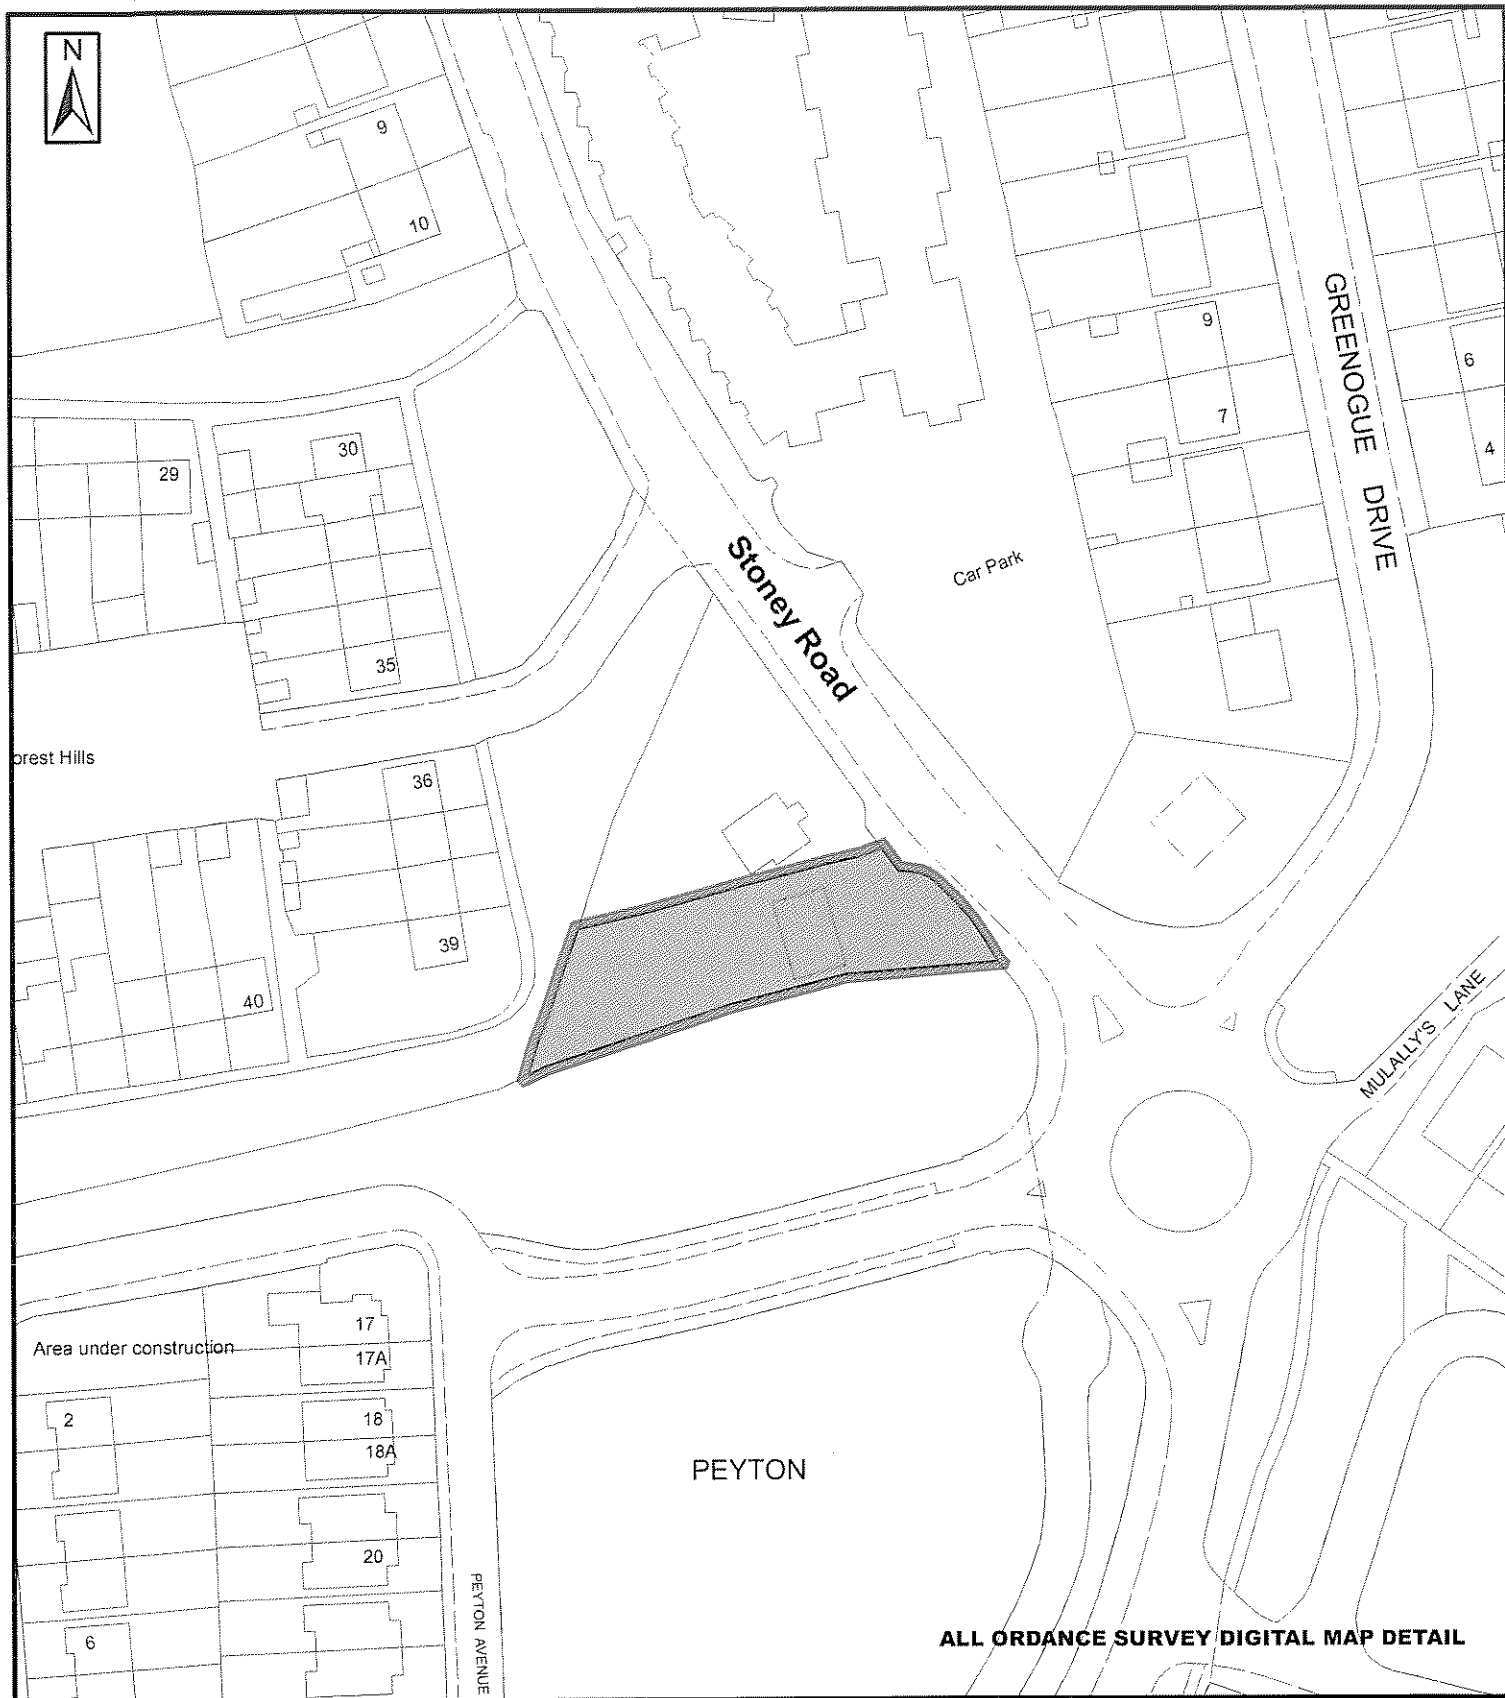 N
9
10
GREENOGUE DRIVE
9
7
6
4
29
30
35
Stoney Road
Car Park
orest Hills
36
39
40
MULALLY'S LANE
Area under construction
17
17A
2
18
18A
20
6
PEYTON
PEYTON AVENUE
ALL ORDANCE SURVEY DIGITAL MAP DETAIL